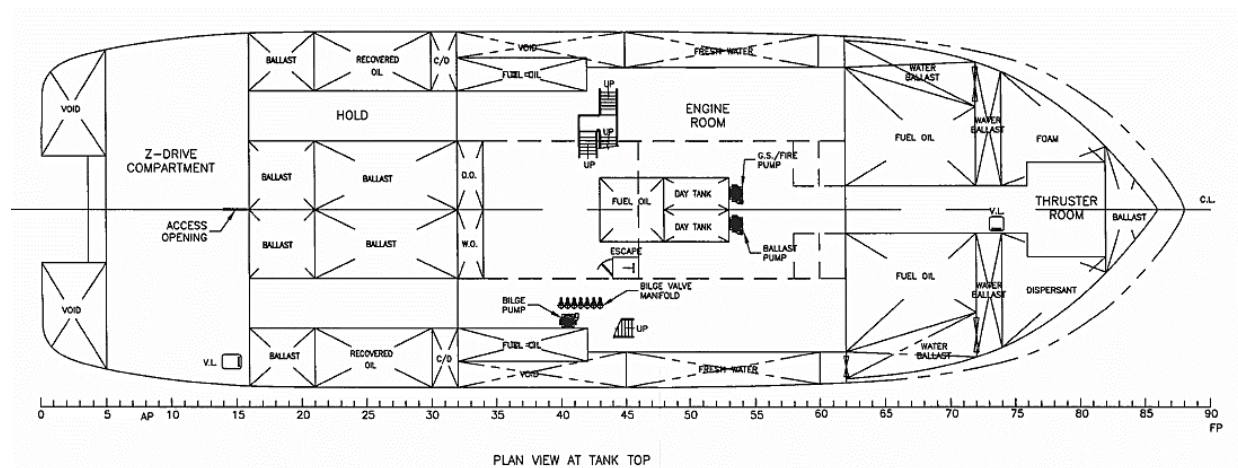 VOID
BALLAST
RECOVERED
OIL
C/D
VOID
FUEL OIL
FRESH WATER
WATER
BALLAST
UP
HOLD
ENGINE
ROOM
UP
UP
FUEL OIL
WATER
BALLAST
FOAM
Z-DRIVE
COMPARTMENT
BALLAST
BALLAST
D.O.
G.S./FIRE
PUMP
FUEL OIL
DAY TANK
THRUSTER
ROOM
V.L.
C.L.
ACCESS
OPENING
BALLAST
BALLAST
W.O.
DAY TANK
BALLAST
PUMP
BALLAST
ESCAPE
FUEL OIL
WATER
BALLAST
DISPERSANT
BILGE VALVE
MANIFOLD
BILGE
PUMP
UP
VOID
V.L.
BALLAST
RECOVERED
OIL
C/D
FUEL OIL
VOID
FRESH WATER
WATER
BALLAST
0 5 AP 10 15 20 25 30 35 40 45 50 55 60 65 70 75 80 85 90
FP
PLAN VIEW AT TANK TOP